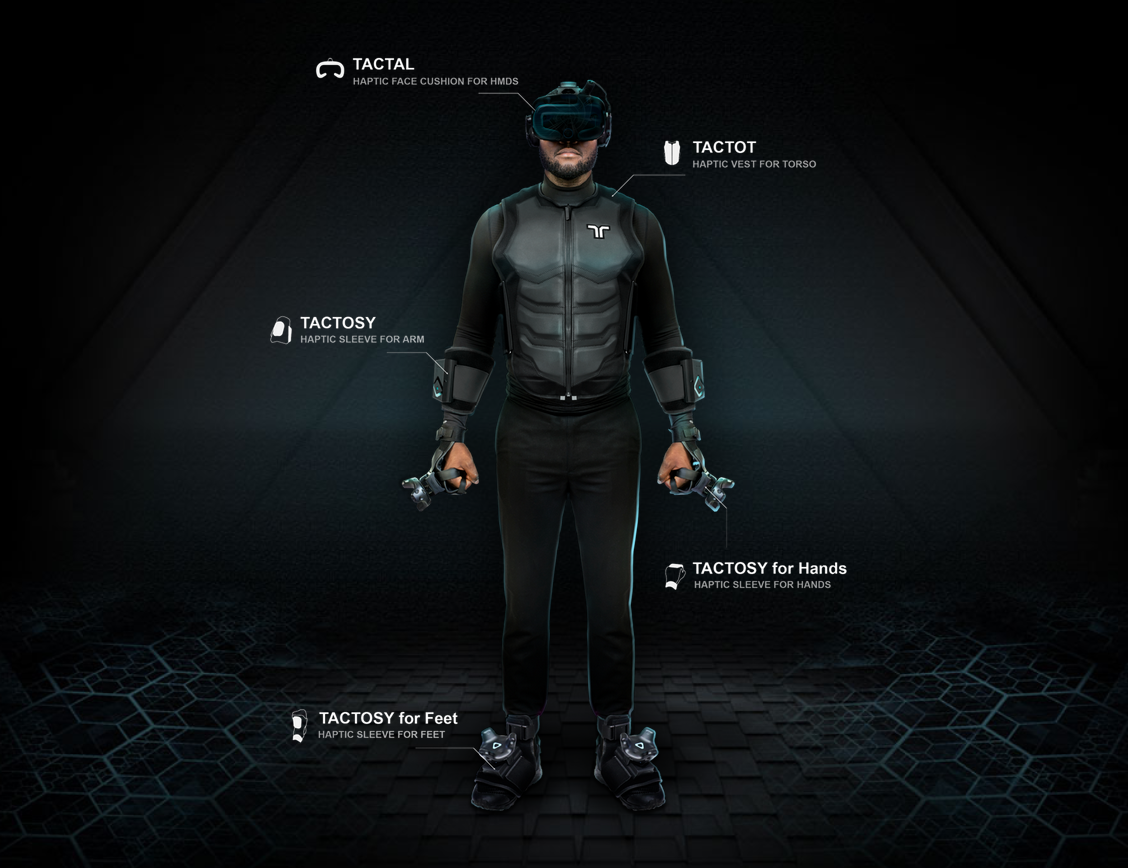 TACTAL
HAPTIC FACE CUSHION FOR HMDS
TACTOT
HAPTIC VEST FOR TORSO
TACTOSY
HAPTIC SLEEVE FOR ARM
TACTOSY for Hands
HAPTIC SLEEVE FOR HANDS
TACTOSY for Feet
HAPTIC SLEEVE FOR FEET